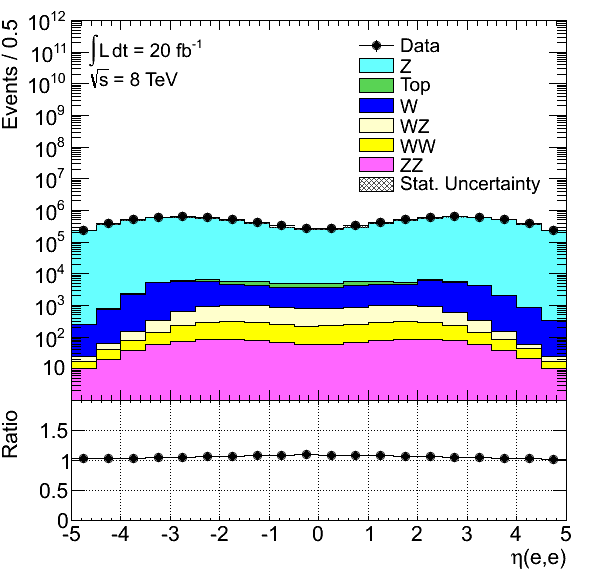 10^12
10^11
10^10
10^9
10^8
10^7
10^6
10^5
10^4
10^3
10^2
10
Events / 0.5
∫L dt = 20 fb^-1
√s = 8 TeV
Data
Z
Top
W
WZ
WW
ZZ
Stat. Uncertainty
Ratio
1.5
1
0.5
0
-5 -4 -3 -2 -1 0 1 2 3 4 5
η(e,e)